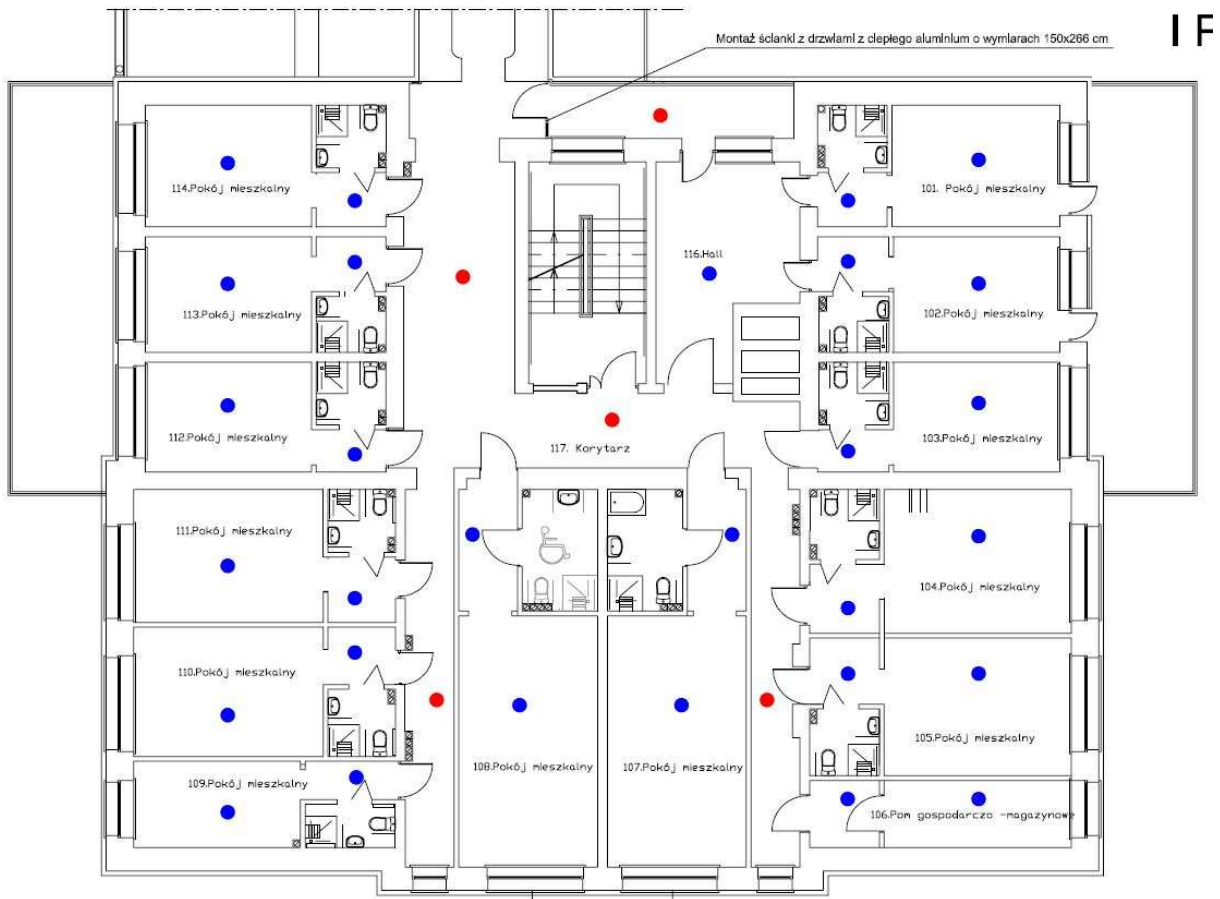 I P
Montaż ścianki z drzwiami z ciepłego aluminium o wymiarach 150x266 cm
114.Pokój mieszkalny
101. Pokój mieszkalny
116.Hall
113.Pokój mieszkalny
102.Pokój mieszkalny
112.Pokój mieszkalny
117. Korytarz
103.Pokój mieszkalny
111.Pokój mieszkalny
104.Pokój mieszkalny
110.Pokój mieszkalny
105.Pokój mieszkalny
109.Pokój mieszkalny
108.Pokój mieszkalny
107.Pokój mieszkalny
106.Pom gospodarczo -magazynowe